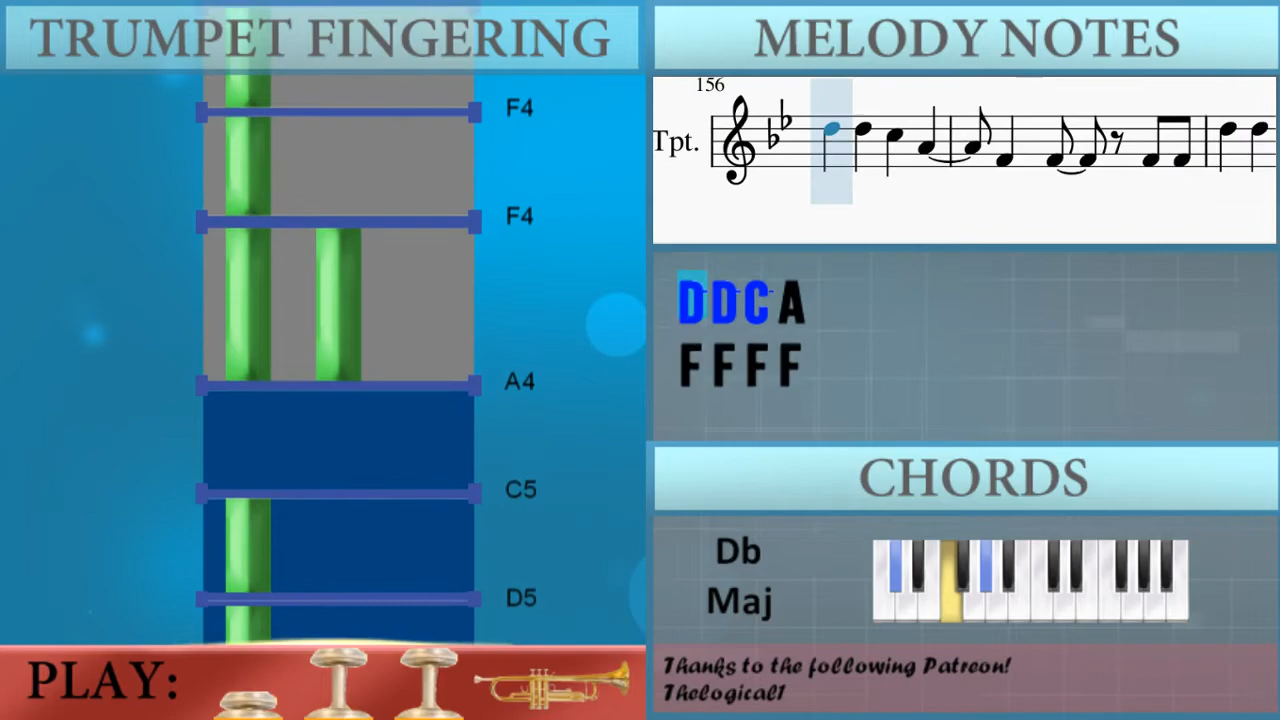 TRUMPET FINGERING
F4
F4
A4
C5
D5
PLAY:
MELODY NOTES
156
Tpt.
DDCA
FFFF
CHORDS
Db
Maj
Thanks to the following Patreon!
Thelogical1